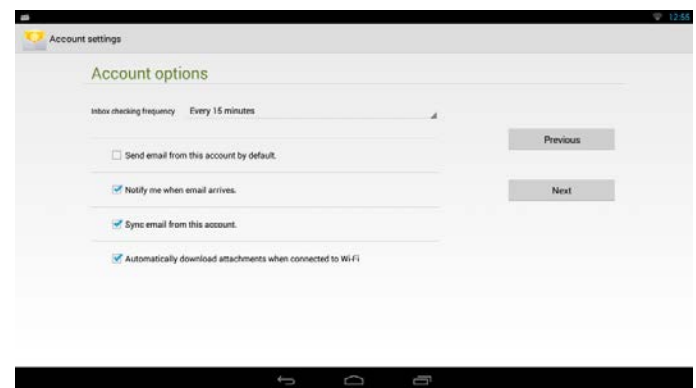 12:55
Account settings
Account options
Inbox checking frequency Every 15 minutes
Previous
Send email from this account by default.
Notify me when email arrives.
Next
Sync email from this account.
Automatically download attachments when connected to Wi-Fi